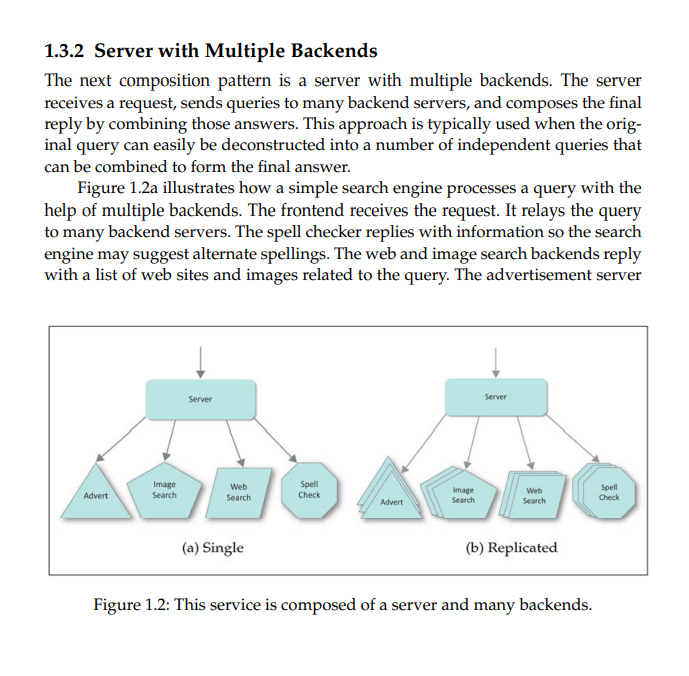 1.3.2 Server with Multiple Backends
The next composition pattern is a server with multiple backends. The server
receives a request, sends queries to many backend servers, and composes the final
reply by combining those answers. This approach is typically used when the orig-
inal query can easily be deconstructed into a number of independent queries that
can be combined to form the final answer.
Figure 1.2a illustrates how a simple search engine processes a query with the
help of multiple backends. The frontend receives the request. It relays the query
to many backend servers. The spell checker replies with information so the search
engine may suggest alternate spellings. The web and image search backends reply
with a list of web sites and images related to the query. The advertisement server
Server
Advert
Image
Search
Web
Search
Spell
Check
(a) Single
Server
Advert
Image
Search
Web
Search
Spell
Check
(b) Replicated
Figure 1.2: This service is composed of a server and many backends.